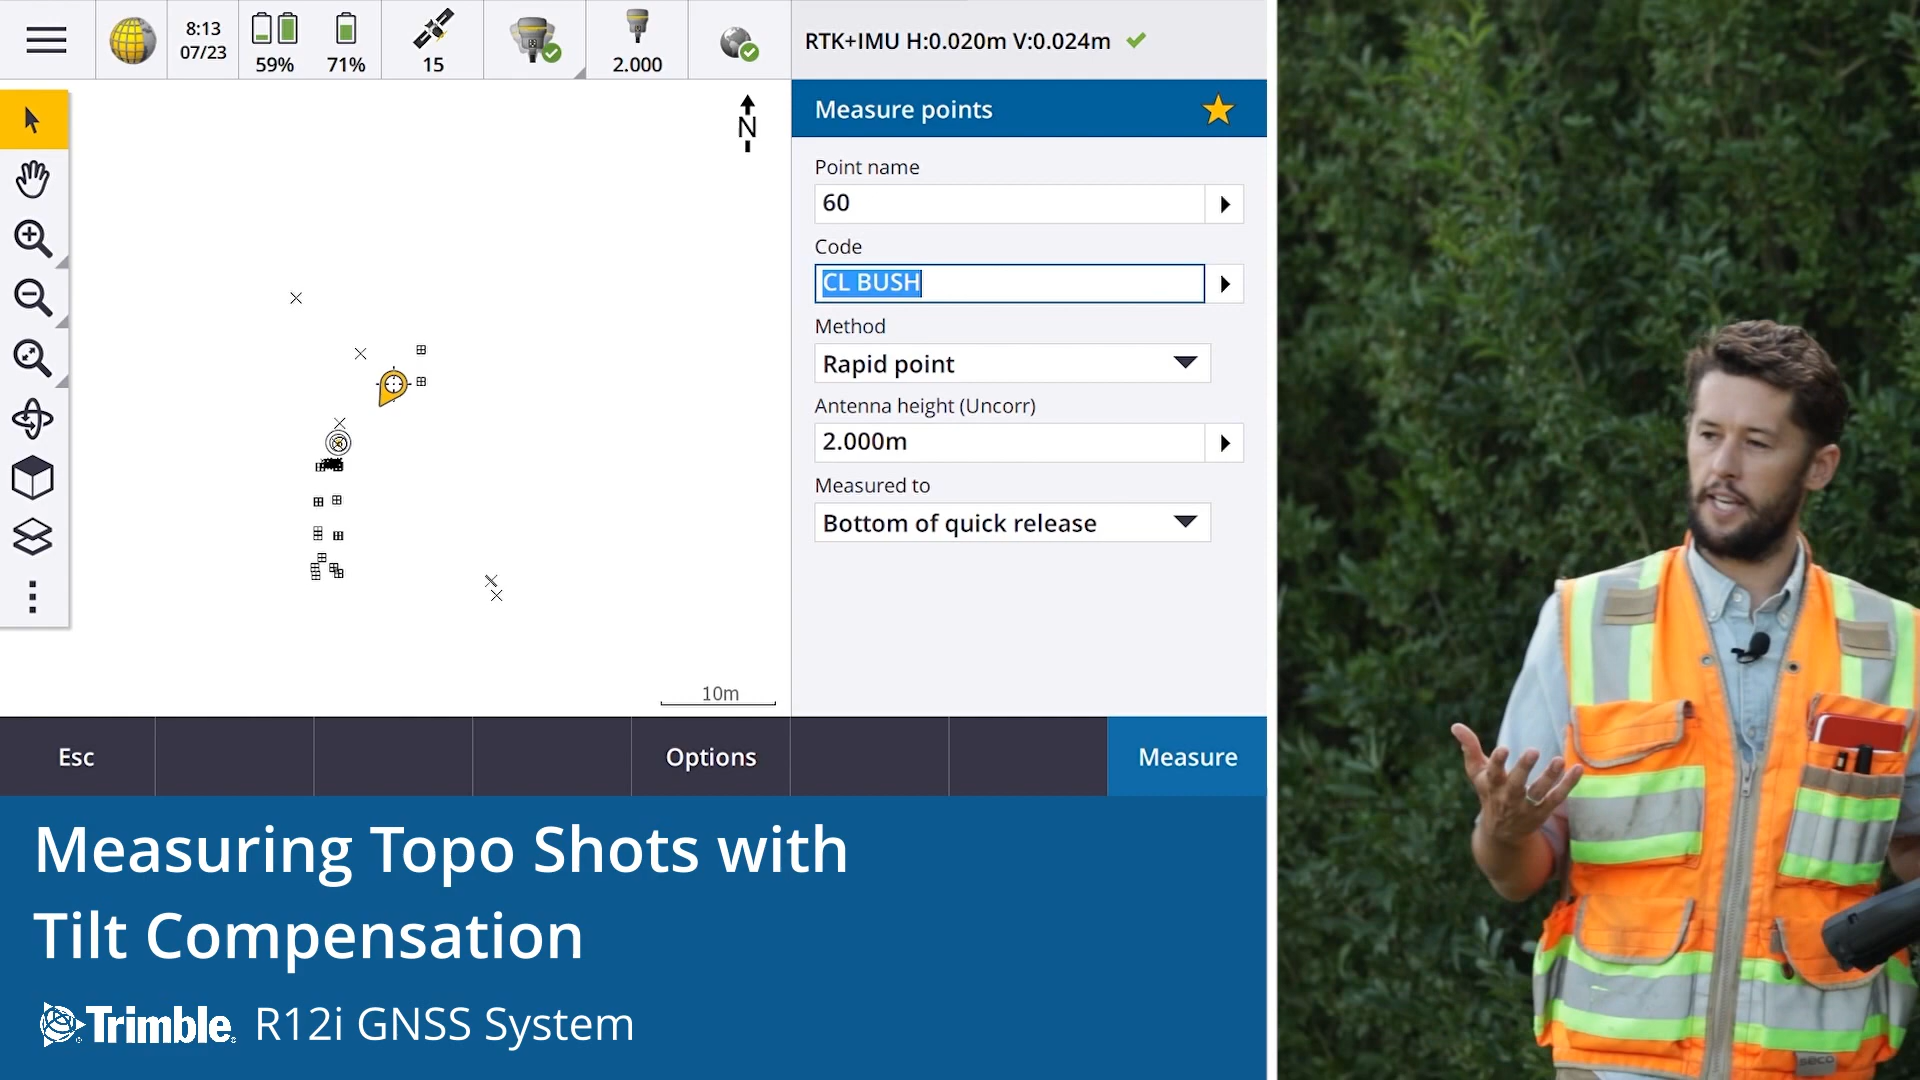 8:13
07/23
59%
71%
15
2.000
RTK+IMU H:0.020m V:0.024m
N
Measure points
Point name
60
Code
CL BUSH
Method
Rapid point
Antenna height (Uncorr)
2.000m
Measured to
Bottom of quick release
10m
Esc
Options
Measure
Measuring Topo Shots with
Tilt Compensation
Trimble R12i GNSS System
seco